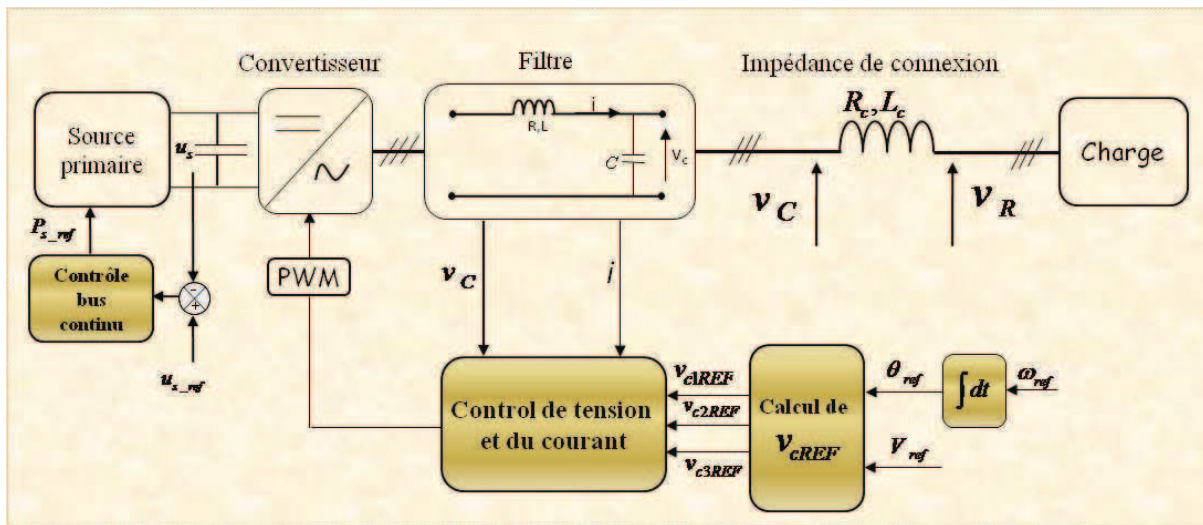 Convertisseur
Filtre
Impédance de connexion
Source
primaire
u_s
R,L
i
C
V_c
R_c, L_c
v_C
v_R
Charge
P_s_ref
Contrôle
bus
continu
-
+
u_s_ref
PWM
v_C
i
Control de tension
et du courant
v_c1REF
v_c2REF
v_c3REF
Calcul de
v_cREF
θ_ref
∫dt
ω_ref
V_ref